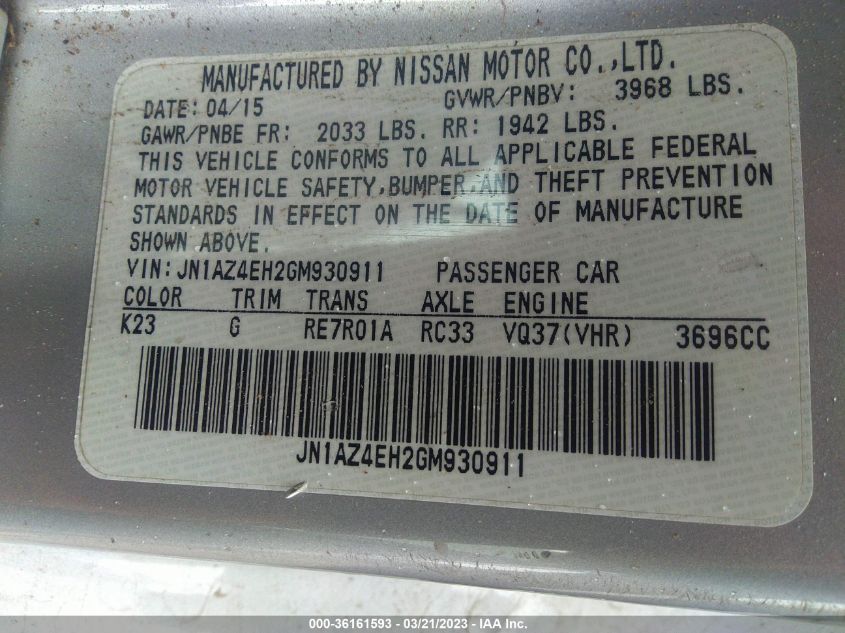 MANUFACTURED BY NISSAN MOTOR CO.,LTD.
DATE: 04/15 GVWR/PNBV: 3968 LBS.
GAWR/PNBE FR: 2033 LBS. RR: 1942 LBS.
THIS VEHICLE CONFORMS TO ALL APPLICABLE FEDERAL
MOTOR VEHICLE SAFETY,BUMPER,AND THEFT PREVENTION
STANDARDS IN EFFECT ON THE DATE OF MANUFACTURE
SHOWN ABOVE.
VIN:JN1AZ4EH2GM930911 PASSENGER CAR
COLOR TRIM TRANS AXLE ENGINE
K23 G RE7R01A RC33 VQ37(VHR) 3696CC
JN1AZ4EH2GM930911
000-36161593 - 03/21/2023 - © IAA Inc.